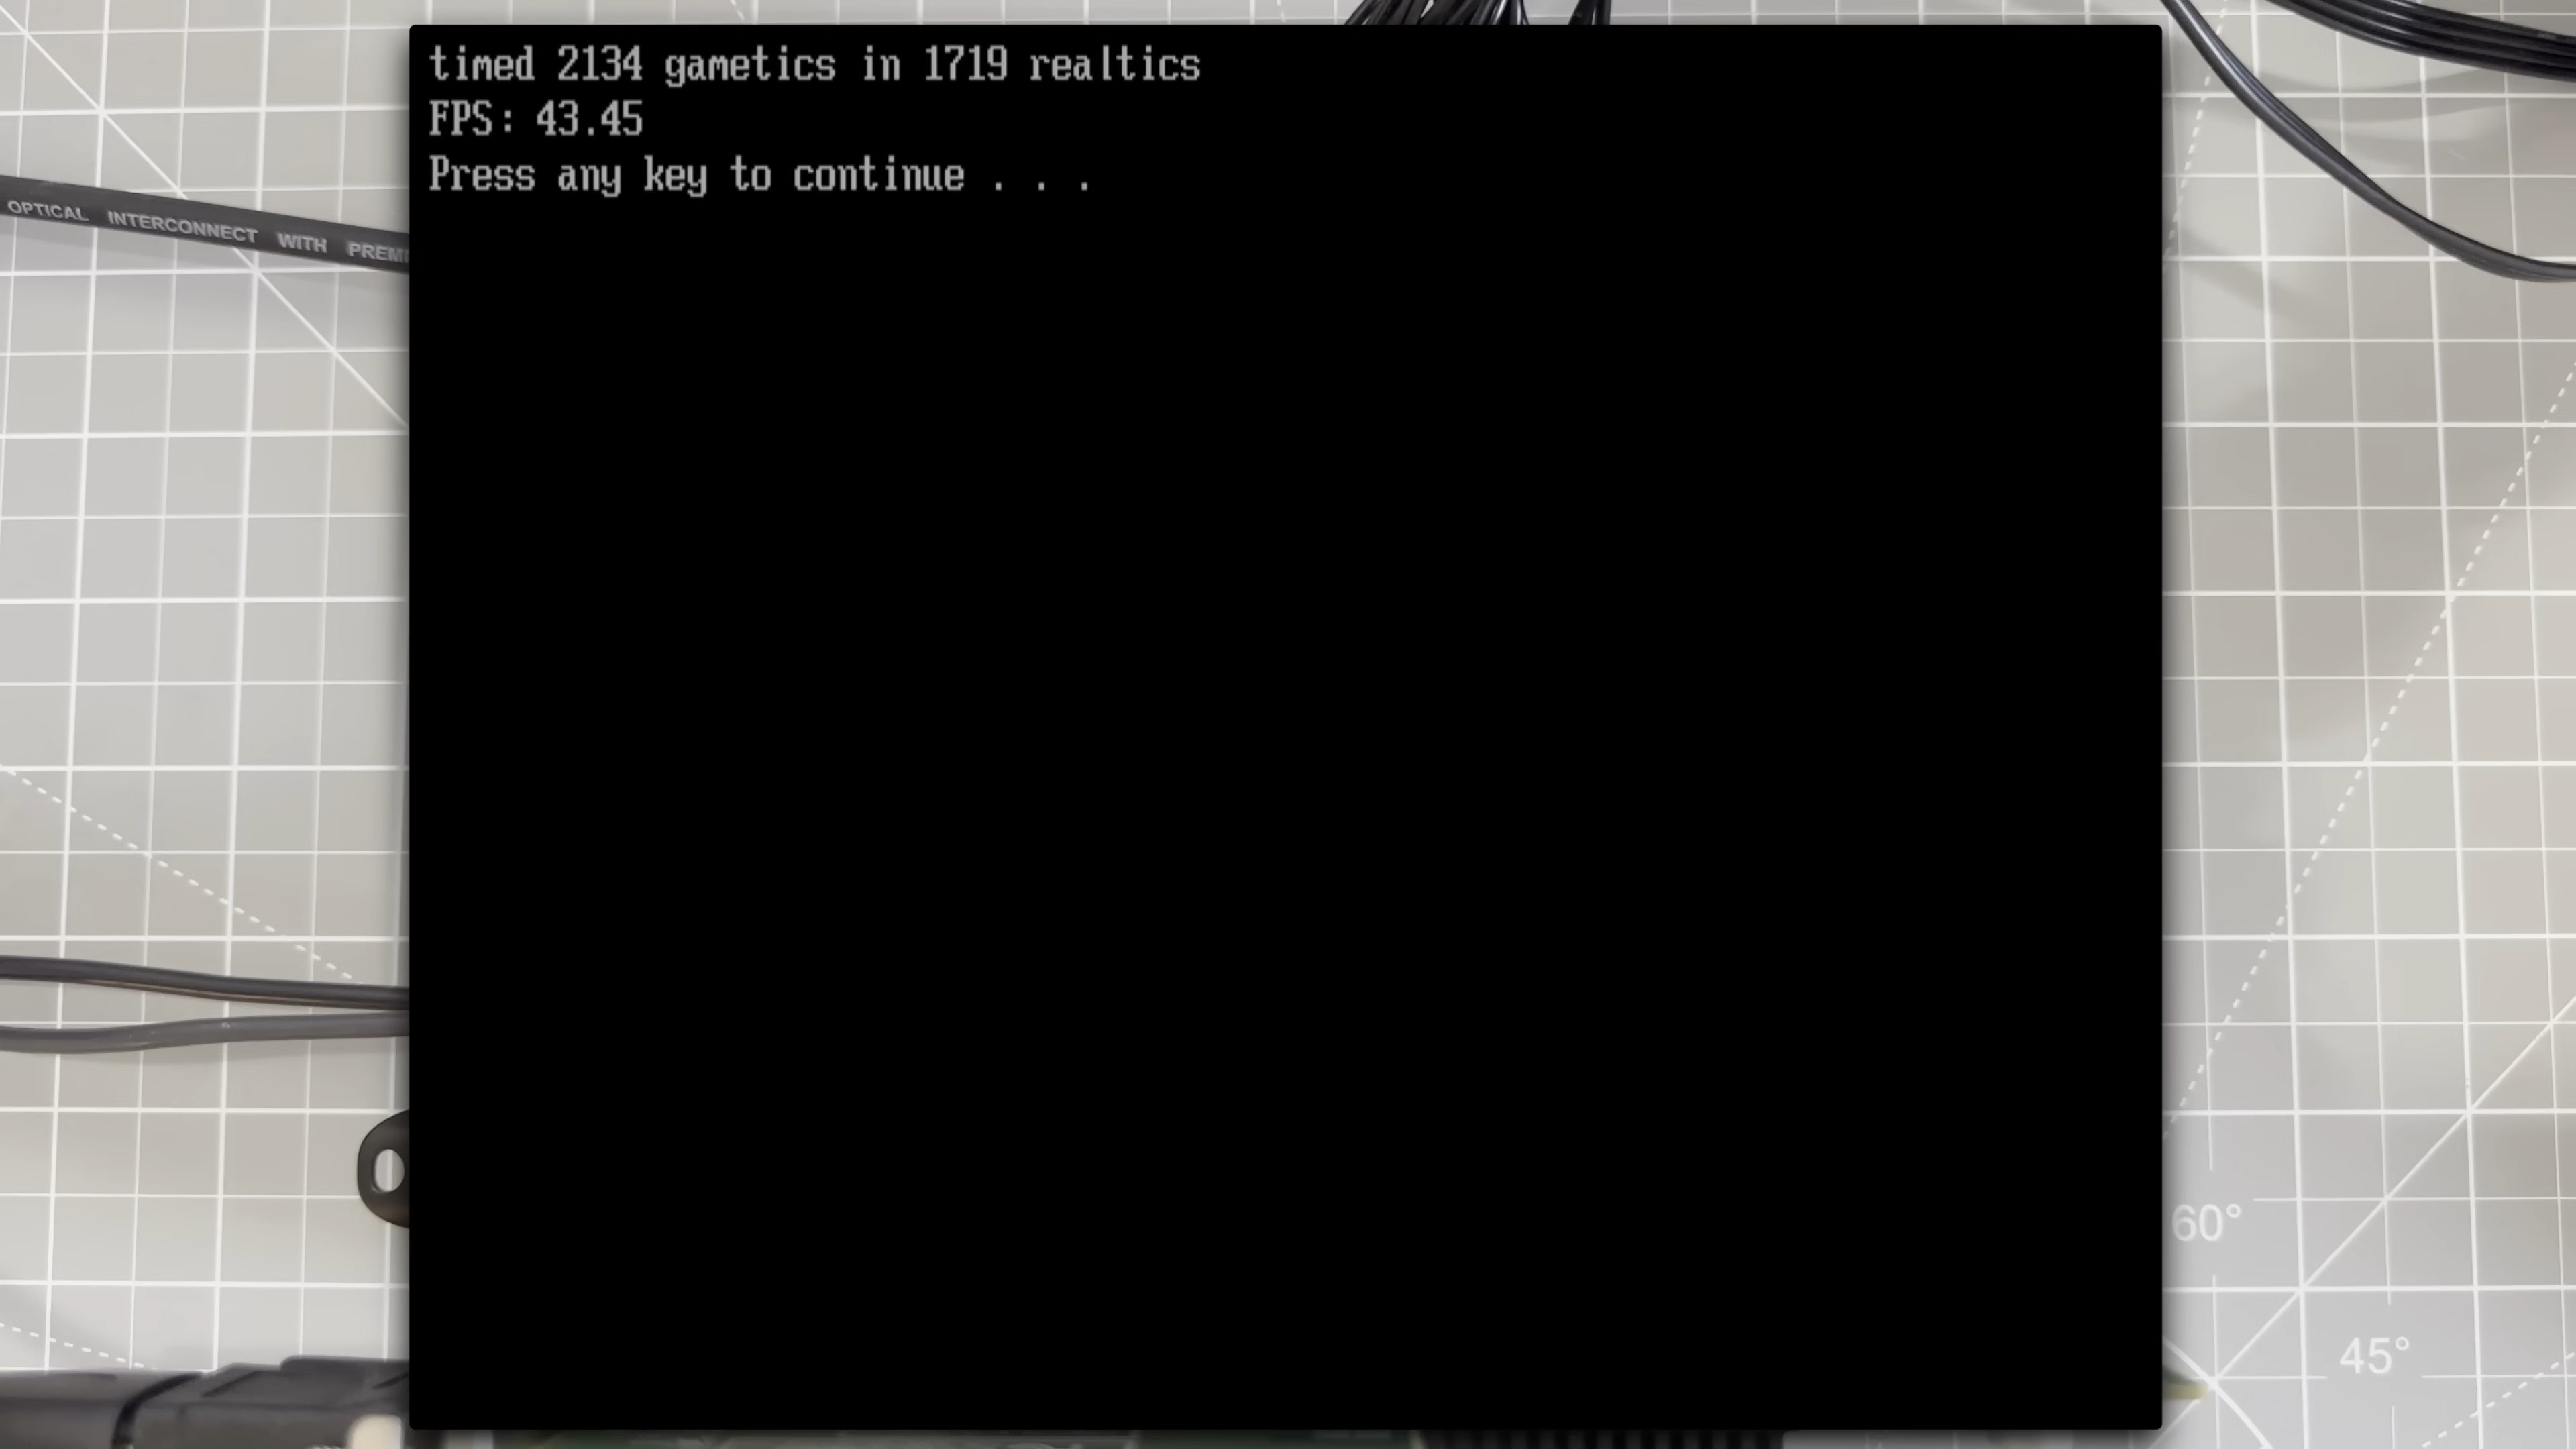 timed 2134 gametics in 1719 realtics
FPS: 43.45
Press any key to continue . . .
OPTICAL INTERCONNECT WITH
60°
45°